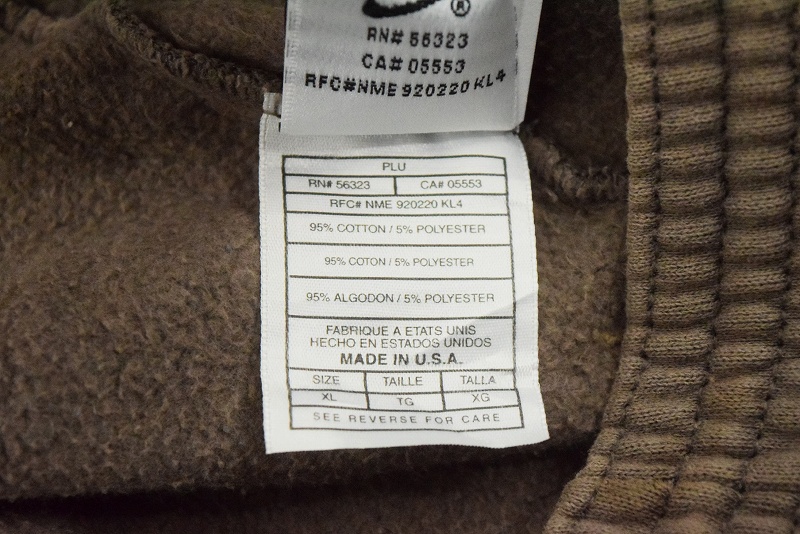 ®
RN# 56323
CA# 05553
RFC#NME 920220 KL4
PLU
RN# 56323 CA# 05553
RFC# NME 920220 KL4
95% COTTON / 5% POLYESTER
95% COTON / 5% POLYESTER
95% ALGODON / 5% POLYESTER
FABRIQUE A ETATS UNIS
HECHO EN ESTADOS UNIDOS
MADE IN U.S.A.
SIZE TAILLE TALLA
XL TG XG
SEE REVERSE FOR CARE